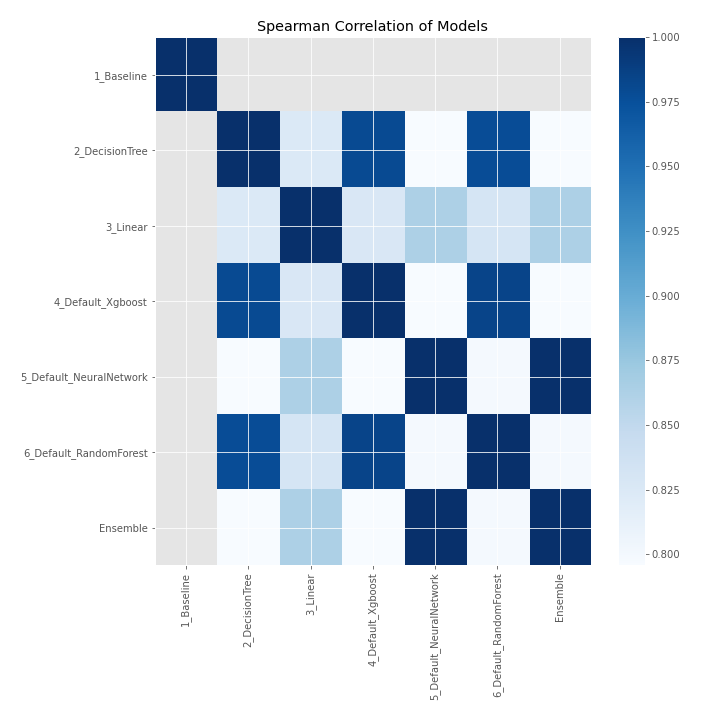 Spearman Correlation of Models
1_Baseline
2_DecisionTree
3_Linear
4_Default_Xgboost
5_Default_NeuralNetwork
6_Default_RandomForest
Ensemble
1_Baseline
2_DecisionTree
3_Linear
4_Default_Xgboost
5_Default_NeuralNetwork
6_Default_RandomForest
Ensemble
1.000
0.975
0.950
0.925
0.900
0.875
0.850
0.825
0.800